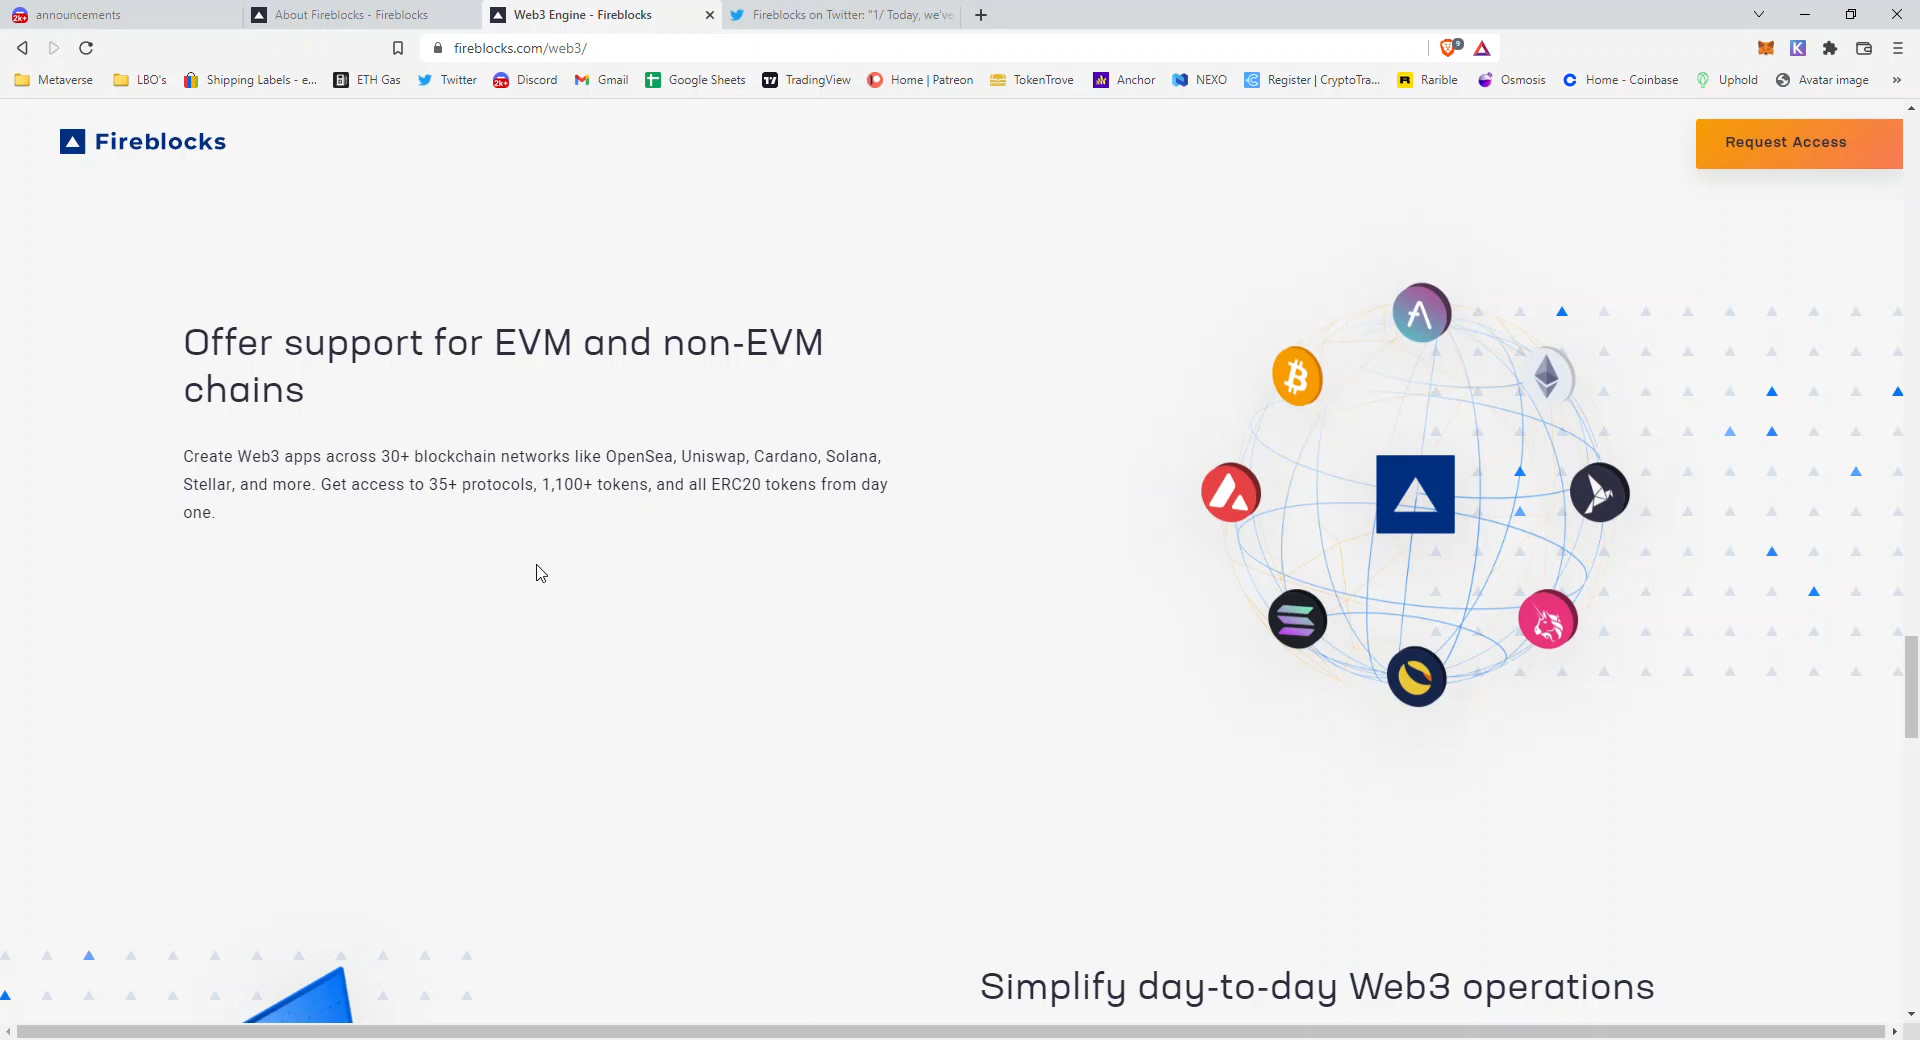 announcements
About Fireblocks - Fireblocks
Web3 Engine - Fireblocks
Fireblocks on Twitter: "1/ Today, we've
fireblocks.com/web3/
9
K
Metaverse
LBO's
Shipping Labels - e...
ETH Gas
Twitter
2K+
Discord
Gmail
Google Sheets
TradingView
Home | Patreon
TokenTrove
Anchor
NEXO
Register | CryptoTra...
Rarible
Osmosis
Home - Coinbase
Uphold
Avatar image
»
Fireblocks
Request Access
Offer support for EVM and non-EVM
chains
Create Web3 apps across 30+ blockchain networks like OpenSea, Uniswap, Cardano, Solana,
Stellar, and more. Get access to 35+ protocols, 1,100+ tokens, and all ERC20 tokens from day
one.
Simplify day-to-day Web3 operations